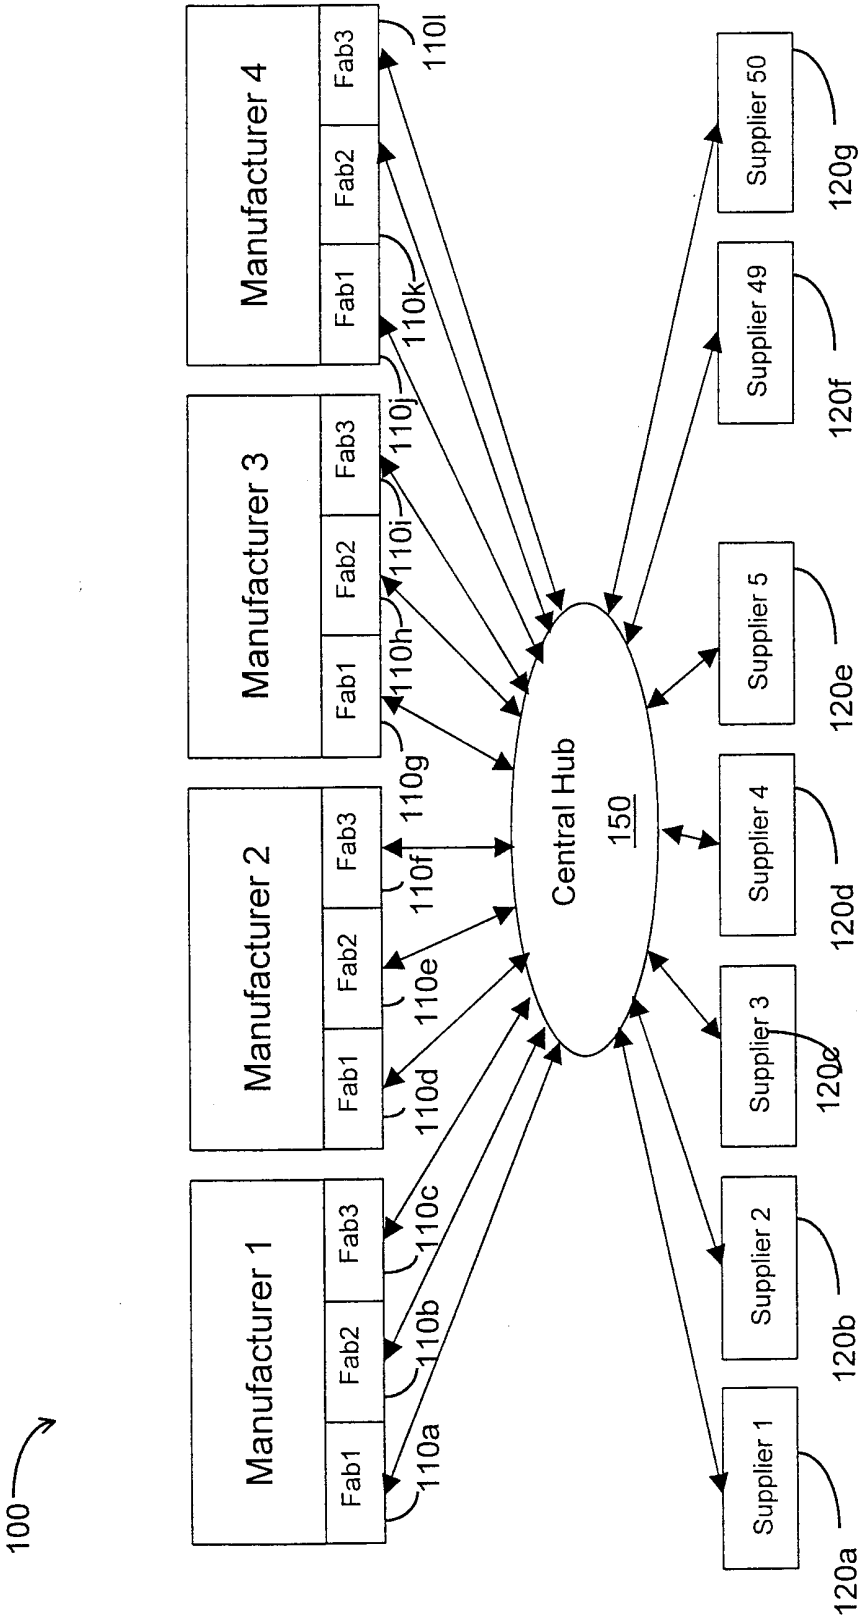 100
Manufacturer 1
Manufacturer 2
Manufacturer 3
Manufacturer 4
Fab1
Fab2
Fab3
Fab1
Fab2
Fab3
Fab1
Fab2
Fab3
Fab1
Fab2
Fab3
110a
110b
110c
110d
110e
110f
110g
110h
110i
110j
110k
110l
Central Hub
150
Supplier 1
Supplier 2
Supplier 3
Supplier 4
Supplier 5
Supplier 49
Supplier 50
120a
120b
120c
120d
120e
120f
120g